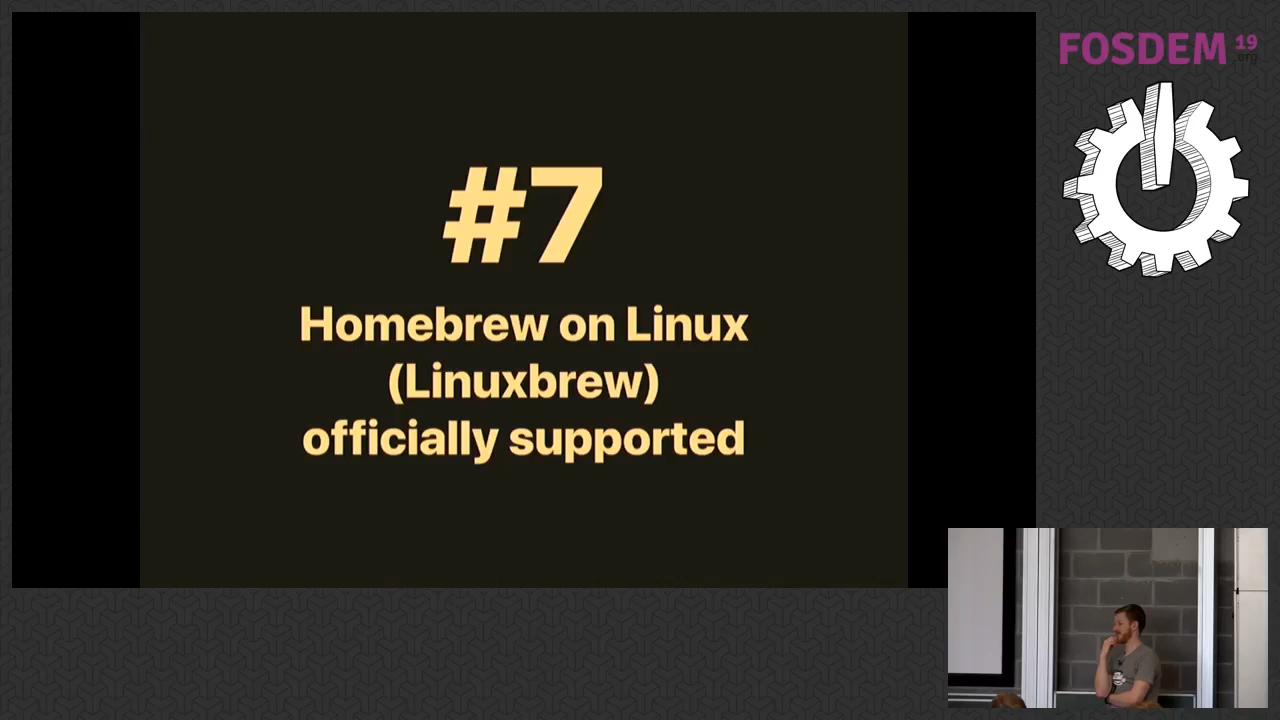 #7
Homebrew on Linux
(Linuxbrew)
officially supported
FOSDEM 19
.org